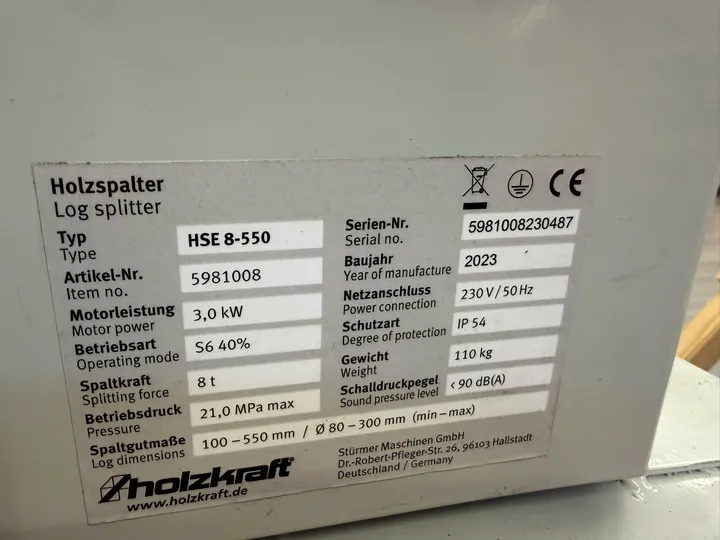 Holzspalter
Log splitter
Typ
Type
HSE 8-550
Artikel-Nr.
Item no.
5981008
Motorleistung
Motor power
3,0 kW
Betriebsart
Operating mode
S6 40%
Spaltkraft
Splitting force
8 t
Betriebsdruck
Pressure
21,0 MPa max
Spaltgutmaße
Log dimensions
100 – 550 mm / Ø 80 – 300 mm (min – max)
CE
Serien-Nr.
Serial no.
5981008230487
Baujahr
Year of manufacture
2023
Netzanschluss
Power connection
230 V / 50 Hz
Schutzart
Degree of protection
IP 54
Gewicht
Weight
110 kg
Schalldruckpegel
Sound pressure level
< 90 dB(A)
holzkraft®
www.holzkraft.de
Stürmer Maschinen GmbH
Dr.-Robert-Pfleger-Str. 26, 96103 Hallstadt
Deutschland / Germany